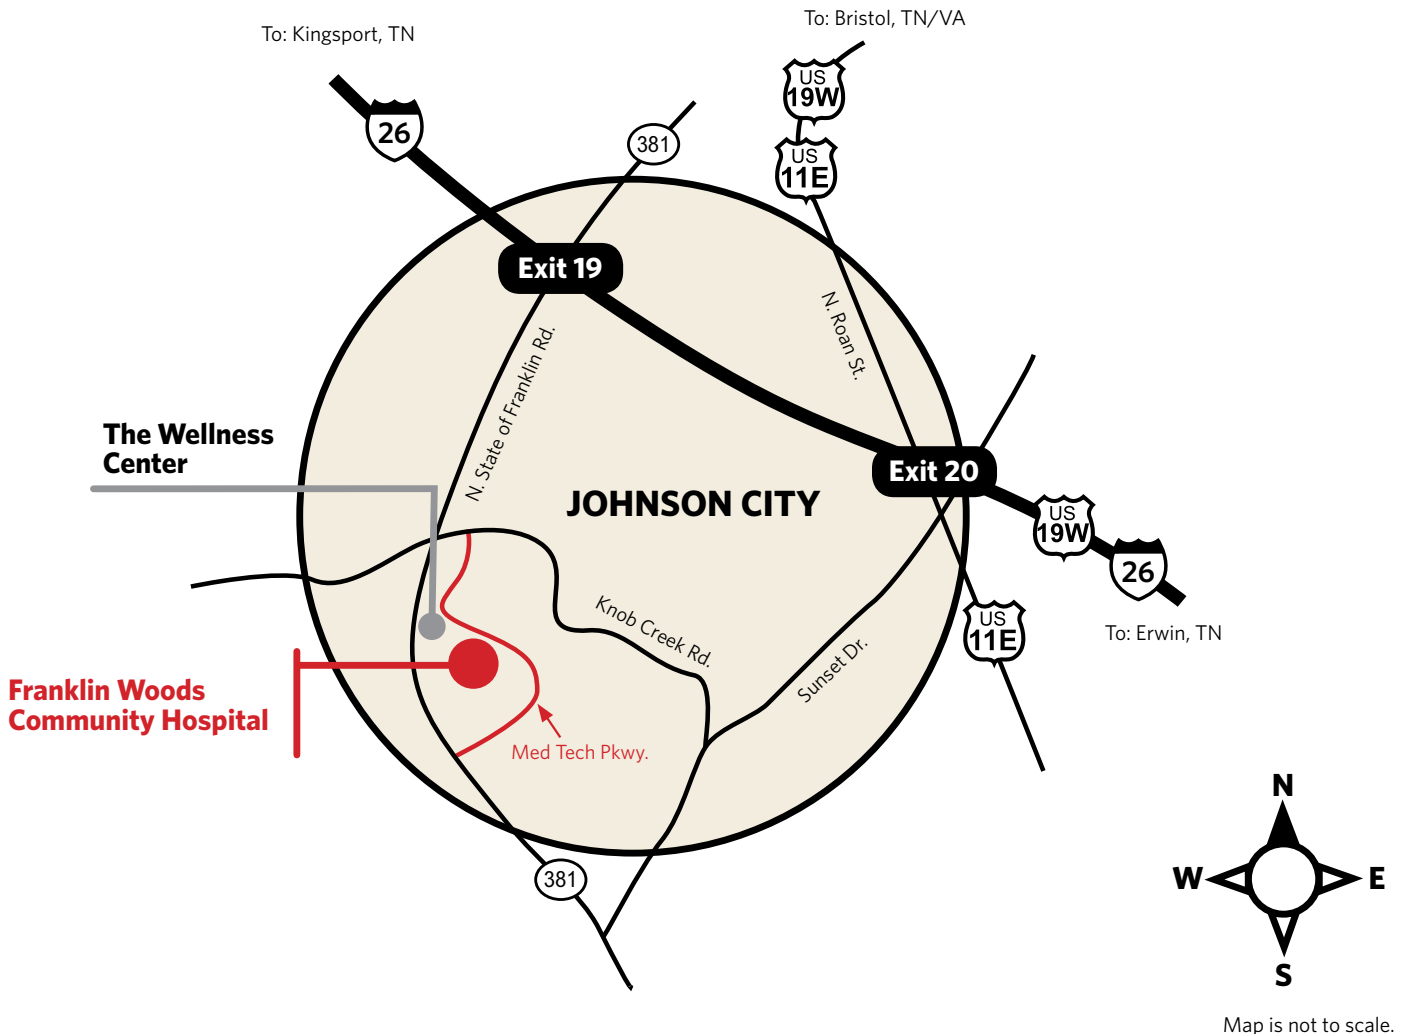 To: Bristol, TN/VA
To: Kingsport, TN
US
19W
26
381
US
11E
Exit 19
N. Roan St.
N. State of Franklin Rd.
The Wellness
Center
Exit 20
JOHNSON CITY
US
19W
26
Knob Creek Rd.
US
11E
To: Erwin, TN
Sunset Dr.
Franklin Woods
Community Hospital
Med Tech Pkwy.
381
N
W
E
S
Map is not to scale.